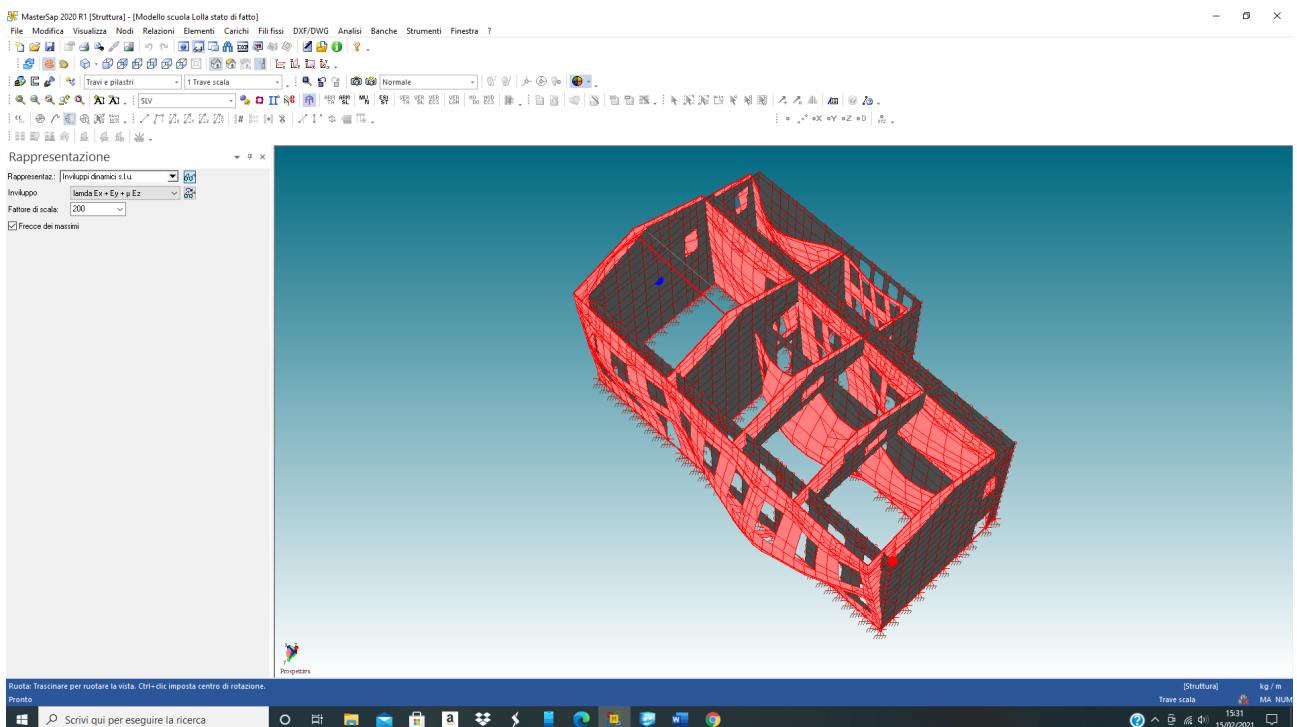 MasterSap 2020 R1 [Struttura] - [Modello scuola Lolla stato di fatto]
File Modifica Visualizza Nodi Relazioni Elementi Carichi Fili fissi DXF/DWG Analisi Banche Strumenti Finestra ?
Travi e pilastri 1 Trave scala Normale
SLV
Rappresentazione
Rappresentaz.: Inviluppi dinamici s.l.u.
Inviluppo lamda Ex + Ey + µ Ez
Fattore di scala: 200
Frecce dei massimi
Prospettiva
Ruota: Trascinare per ruotare la vista. Ctrl+clic imposta centro di rotazione. [Struttura] kg / m
Pronto Trave scala MA NUM
Scrivi qui per eseguire la ricerca
15:31
15/02/2021